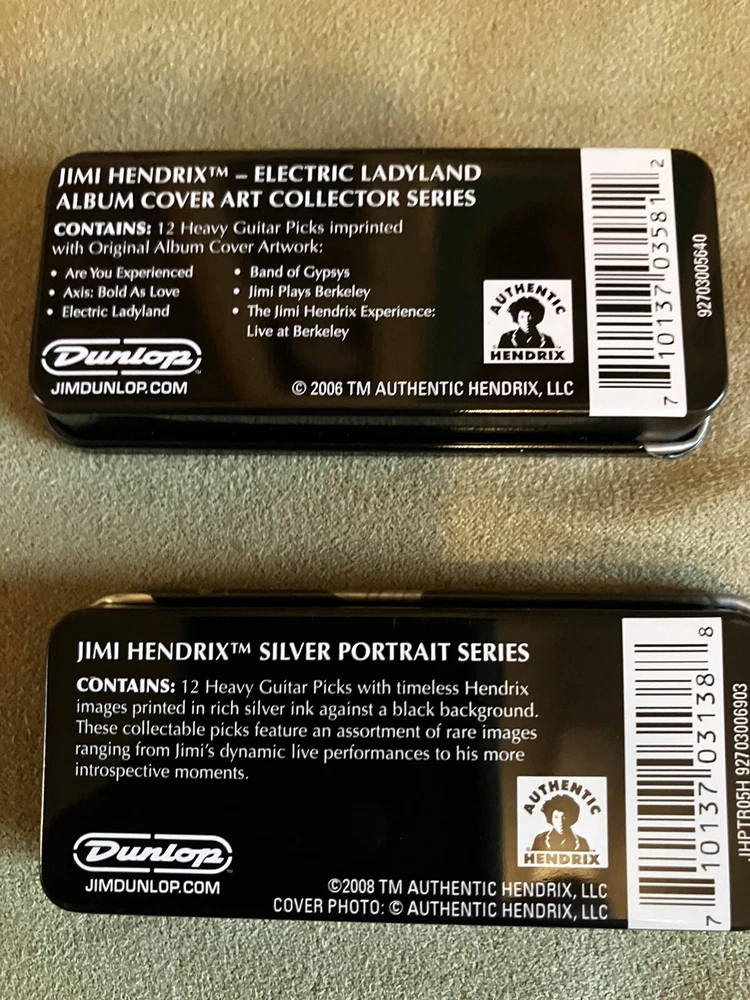 JIMI HENDRIX™ – ELECTRIC LADYLAND
ALBUM COVER ART COLLECTOR SERIES
CONTAINS: 12 Heavy Guitar Picks imprinted
with Original Album Cover Artwork:
• Are You Experienced
• Axis: Bold As Love
• Electric Ladyland
• Band of Gypsys
• Jimi Plays Berkeley
• The Jimi Hendrix Experience:
Live at Berkeley
AUTHENTIC
HENDRIX
Dunlop
JIMDUNLOP.COM
© 2006 TM AUTHENTIC HENDRIX, LLC
7 10137 03581 2
92703005640
JIMI HENDRIX™ SILVER PORTRAIT SERIES
CONTAINS: 12 Heavy Guitar Picks with timeless Hendrix
images printed in rich silver ink against a black background.
These collectable picks feature an assortment of rare images
ranging from Jimi's dynamic live performances to his more
introspective moments.
AUTHENTIC
HENDRIX
Dunlop
JIMDUNLOP.COM
©2008 TM AUTHENTIC HENDRIX, LLC
COVER PHOTO: © AUTHENTIC HENDRIX, LLC
7 10137 03138 8
JHPTR05H 92703006903